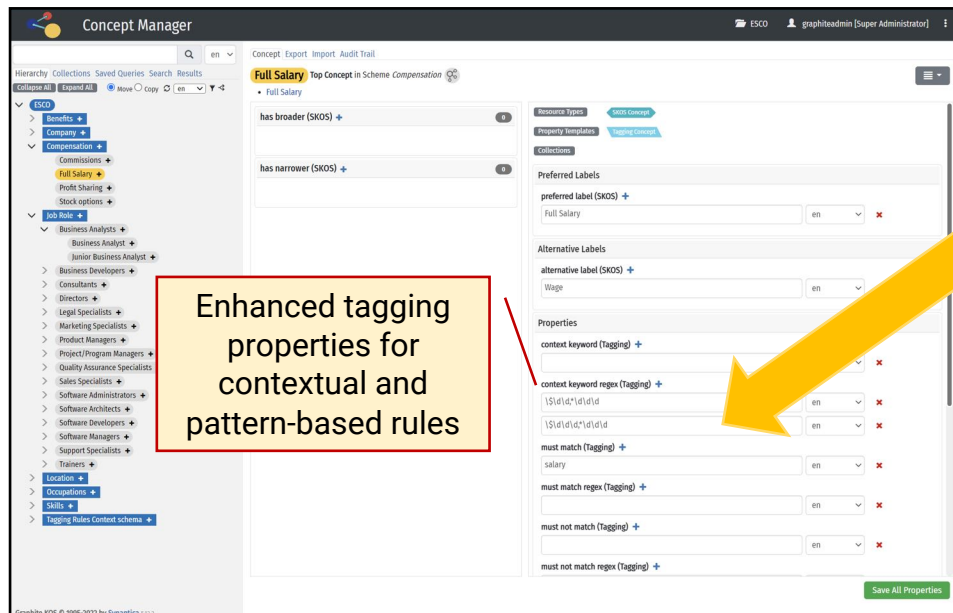 Concept Manager
ESCO graphiteadmin [Super Administrator]
en
Hierarchy Collections Saved Queries Search Results
Collapse All Expand All Move Copy en
ESCO
Benefits +
Company +
Compensation +
Commissions +
Full Salary +
Profit Sharing +
Stock options +
Job Role +
Business Analysts +
Business Analyst +
Junior Business Analyst +
Business Developers +
Consultants +
Directors +
Legal Specialists +
Marketing Specialists +
Product Managers +
Project/Program Managers +
Quality Assurance Specialists
Sales Specialists +
Software Administrators +
Software Architects +
Software Developers +
Software Managers +
Support Specialists +
Trainers +
Location +
Occupations +
Skills +
Tagging Rules Context schema +
Concept Export Import Audit Trail
Full Salary Top Concept in Scheme Compensation
• Full Salary
has broader (SKOS) + 0
has narrower (SKOS) + 0
Resource Types SKOS Concept
Property Templates Tagging Concept
Collections
Preferred Labels
preferred label (SKOS) +
Full Salary en
Alternative Labels
alternative label (SKOS) +
Wage en
Properties
context keyword (Tagging) +
context keyword regex (Tagging) +
\$\d\d,*\d\d\d en
\$\d\d\d,*\d\d\d en
must match (Tagging) +
salary en
must match regex (Tagging) +
en
must not match (Tagging) +
en
must not match regex (Tagging) +
Save All Properties
Enhanced tagging
properties for
contextual and
pattern-based rules